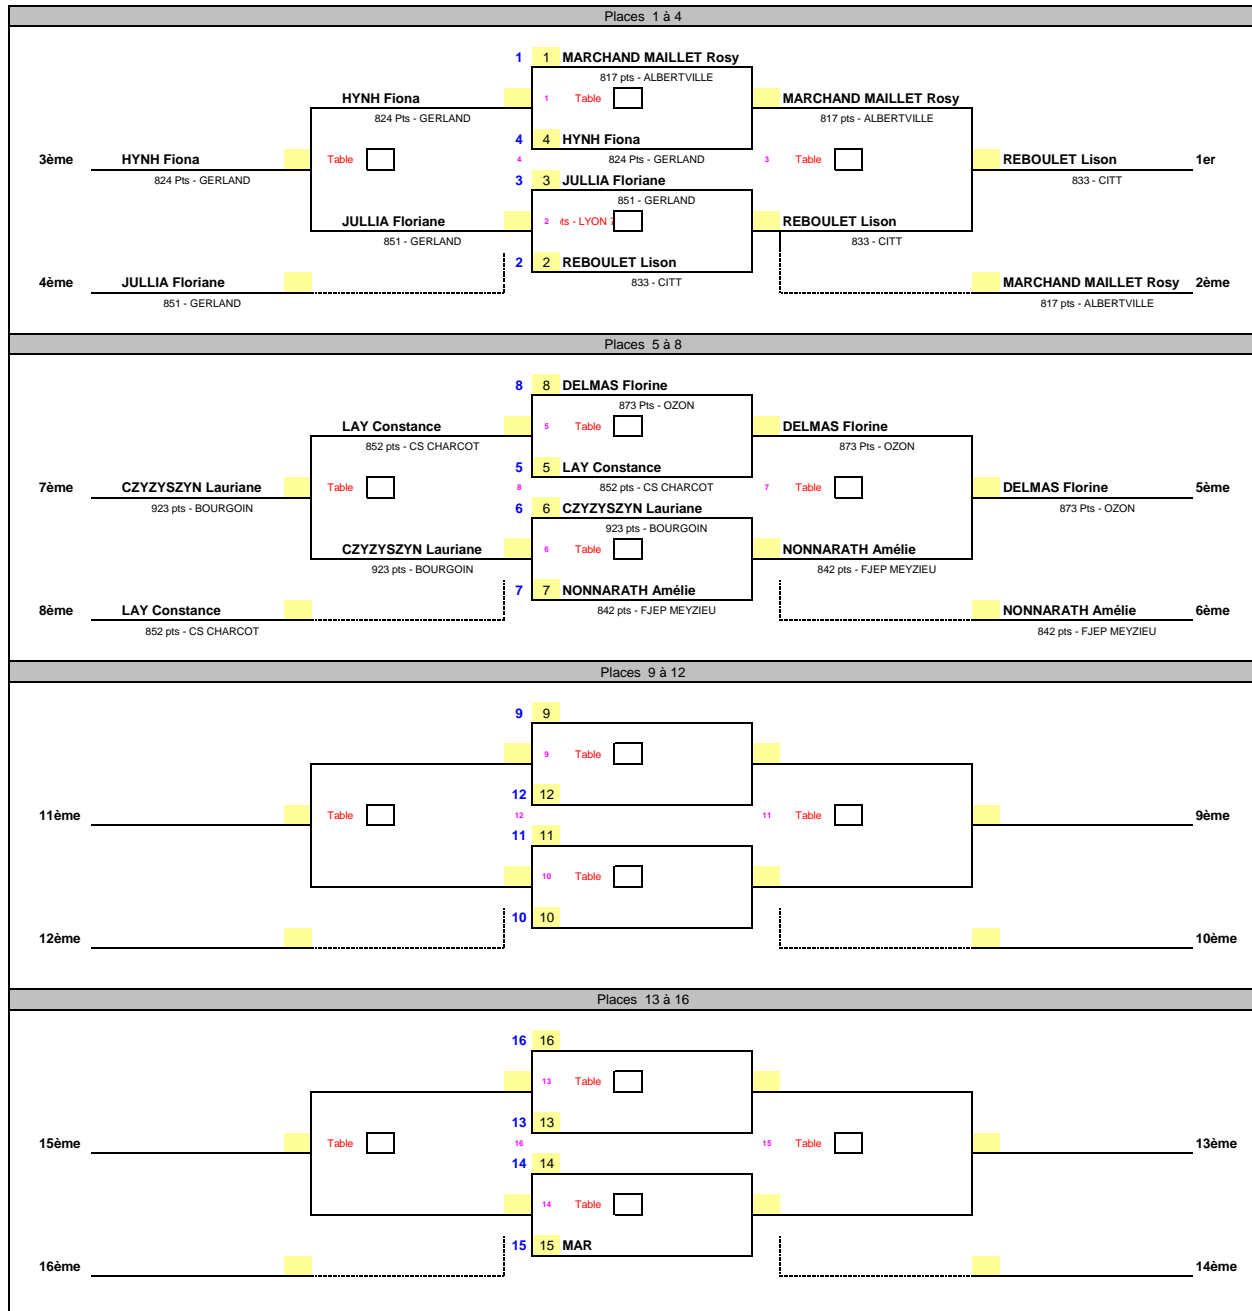 Places 1 à 4
1 1 MARCHAND MAILLET Rosy
817 pts - ALBERTVILLE
HYNH Fiona 1 Table MARCHAND MAILLET Rosy
824 Pts - GERLAND 817 pts - ALBERTVILLE
4 4 HYNH Fiona
3ème HYNH Fiona Table 4 824 Pts - GERLAND 3 Table REBOULET Lison 1er
824 Pts - GERLAND 833 - CITT
3 3 JULLIA Floriane
851 - GERLAND
JULLIA Floriane 2 pts - LYON 7 REBOULET Lison
851 - GERLAND 833 - CITT
2 2 REBOULET Lison
833 - CITT
4ème JULLIA Floriane MARCHAND MAILLET Rosy 2ème
851 - GERLAND 817 pts - ALBERTVILLE
Places 5 à 8
8 8 DELMAS Florine
873 Pts - OZON
LAY Constance 5 Table DELMAS Florine
852 pts - CS CHARCOT 873 Pts - OZON
5 5 LAY Constance
7ème CZYZYSZYN Lauriane Table 8 852 pts - CS CHARCOT 7 Table DELMAS Florine 5ème
923 pts - BOURGOIN 873 Pts - OZON
6 6 CZYZYSZYN Lauriane
923 pts - BOURGOIN
CZYZYSZYN Lauriane 6 Table NONNARATH Amélie
923 pts - BOURGOIN 842 pts - FJEP MEYZIEU
7 7 NONNARATH Amélie
842 pts - FJEP MEYZIEU
8ème LAY Constance NONNARATH Amélie 6ème
852 pts - CS CHARCOT 842 pts - FJEP MEYZIEU
Places 9 à 12
9 9
9 Table
12 12
11ème Table 12 11 Table 9ème
11 11
10 Table
10 10
12ème 10ème
Places 13 à 16
16 16
13 Table
13 13
15ème Table 16 15 Table 13ème
14 14
14 Table
15 15 MAR
16ème 14ème